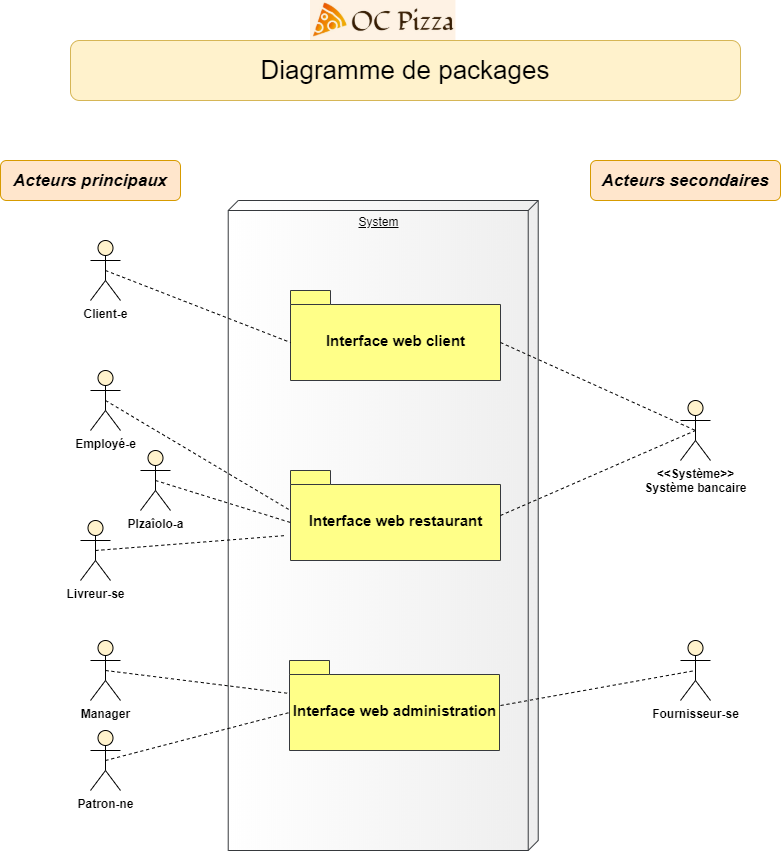 OC Pizza
Diagramme de packages
Acteurs principaux
Acteurs secondaires
System
Client-e
Interface web client
Employé-e
PIzaîolo-a
<<Système>>
Système bancaire
Interface web restaurant
Livreur-se
Manager
Interface web administration
Fournisseur-se
Patron-ne